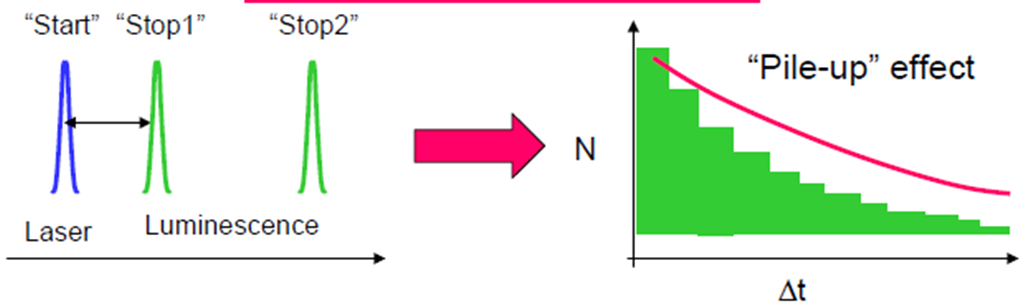 “Start” “Stop1” “Stop2”
Laser
Luminescence
“Pile-up” effect
N
Δt